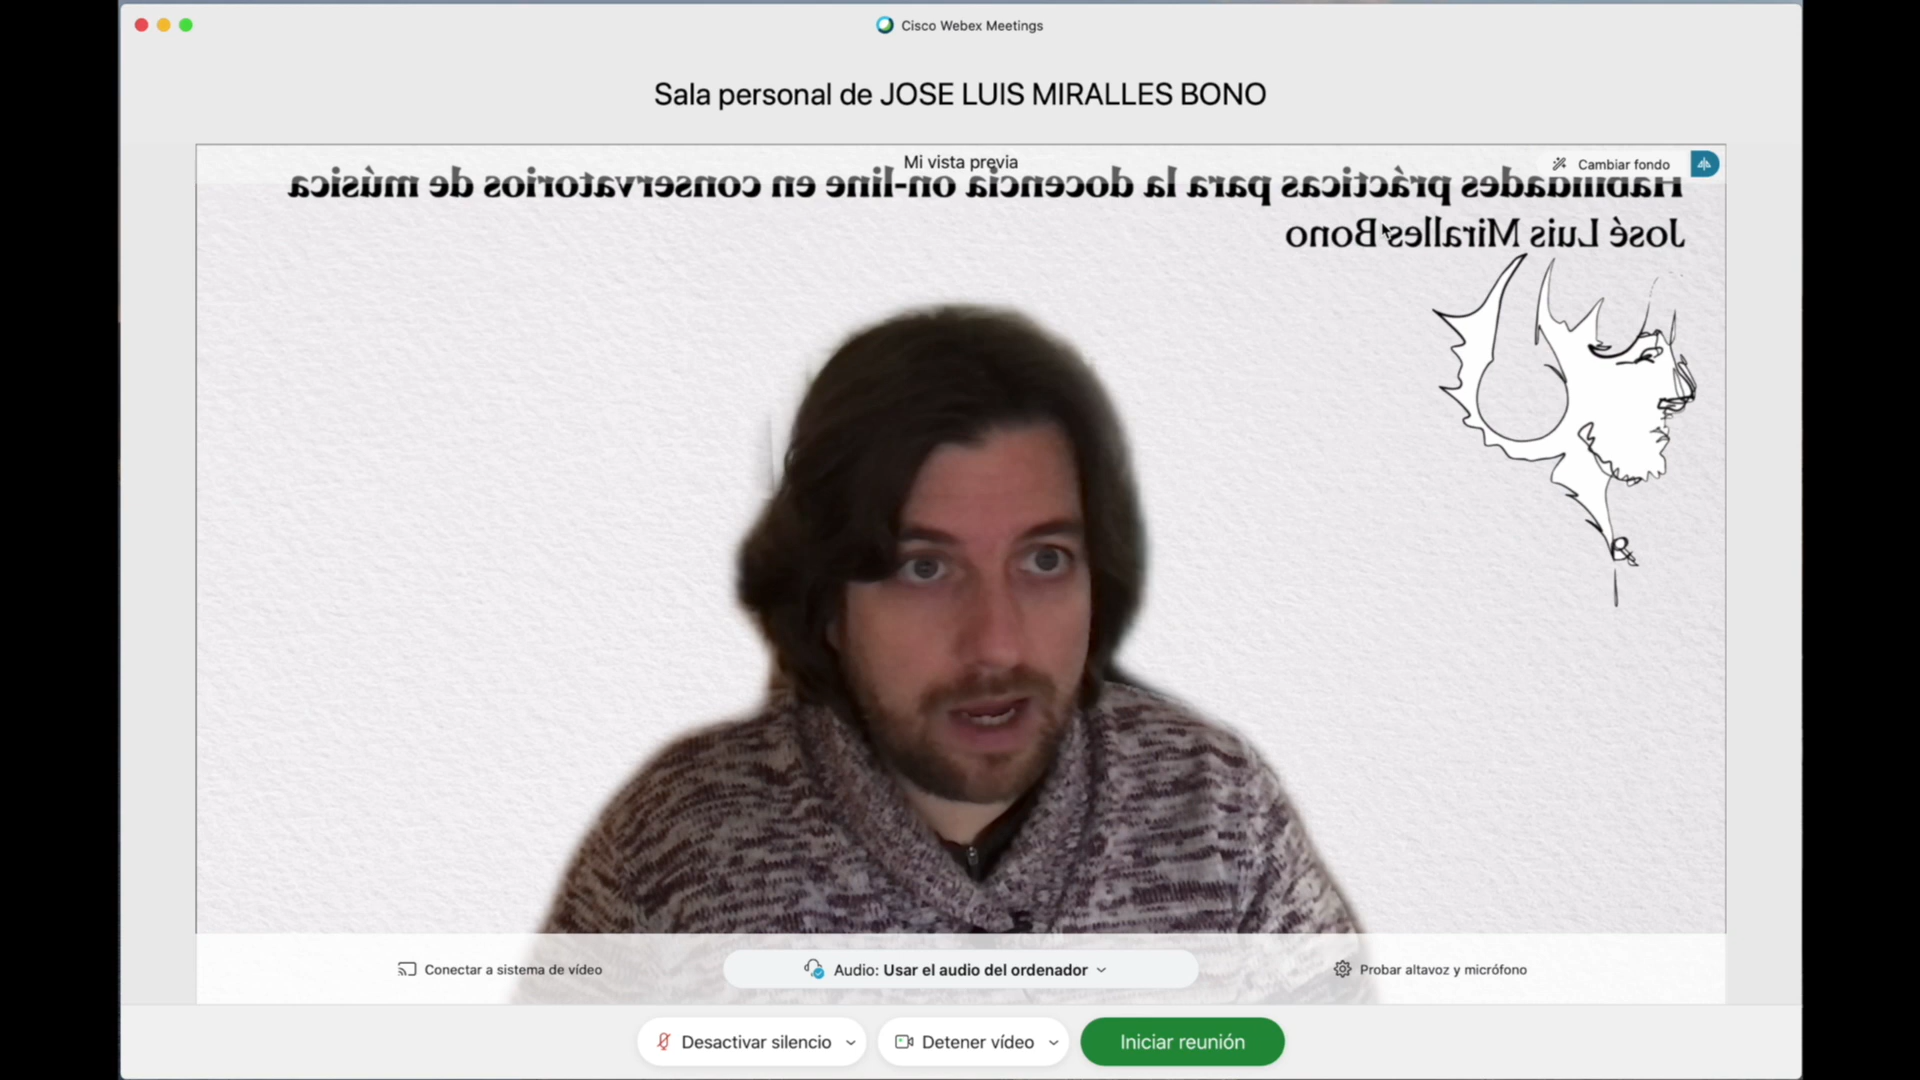 Cisco Webex Meetings
Sala personal de JOSE LUIS MIRALLES BONO
Mi vista previa
Cambiar fondo
Habilidades prácticas para la docencia on-line en conservatorios de música
José Luis Miralles Bono
Conectar a sistema de vídeo
Audio: Usar el audio del ordenador
Probar altavoz y micrófono
Desactivar silencio
Detener vídeo
Iniciar reunión